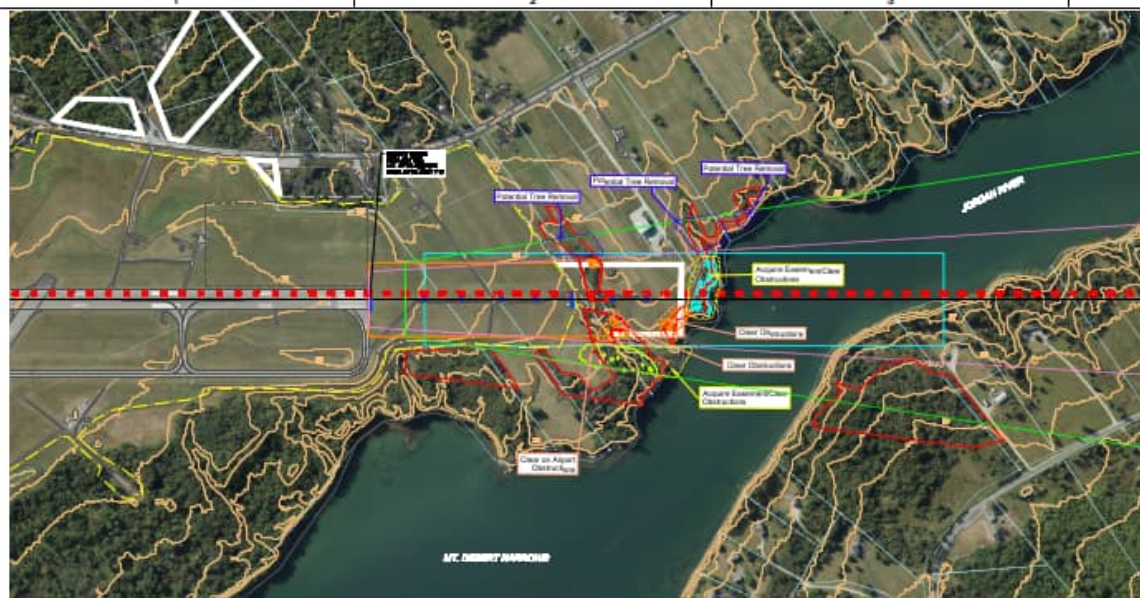 Potential Tree Removal
Potential Tree Removal
Potential Tree Removal
JORDAN RIVER
Acquire Easement/Clear
Obstructions
Clear Obstructions
Clear Obstructions
Acquire Easement/Clear
Obstructions
Clear on Airport
Obstructions
MT. DESERT NARROWS